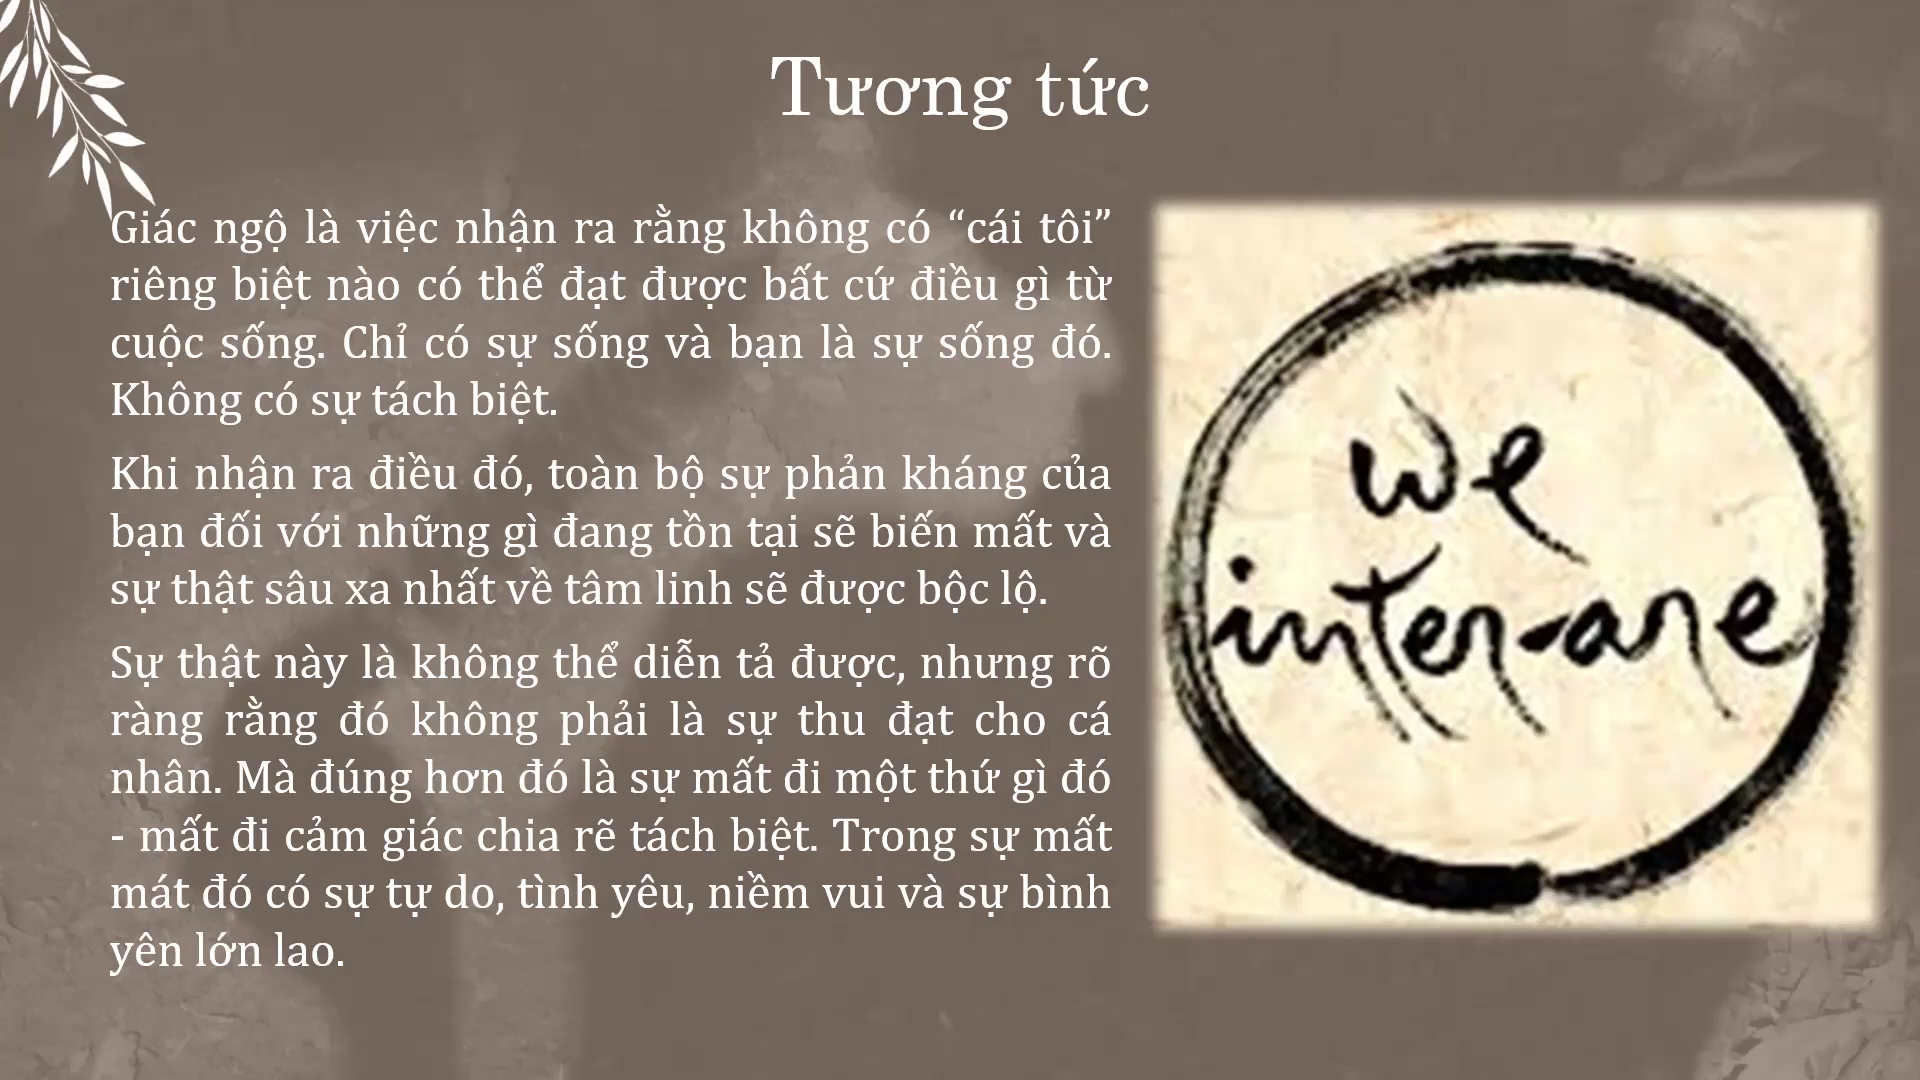 Tương tức
Giác ngộ là việc nhận ra rằng không có “cái tôi”
riêng biệt nào có thể đạt được bất cứ điều gì từ
cuộc sống. Chỉ có sự sống và bạn là sự sống đó.
Không có sự tách biệt.
Khi nhận ra điều đó, toàn bộ sự phản kháng của
bạn đối với những gì đang tồn tại sẽ biến mất và
sự thật sâu xa nhất về tâm linh sẽ được bộc lộ.
Sự thật này là không thể diễn tả được, nhưng rõ
ràng rằng đó không phải là sự thu đạt cho cá
nhân. Mà đúng hơn đó là sự mất đi một thứ gì đó
- mất đi cảm giác chia rẽ tách biệt. Trong sự mất
mát đó có sự tự do, tình yêu, niềm vui và sự bình
yên lớn lao.
we
inter-are